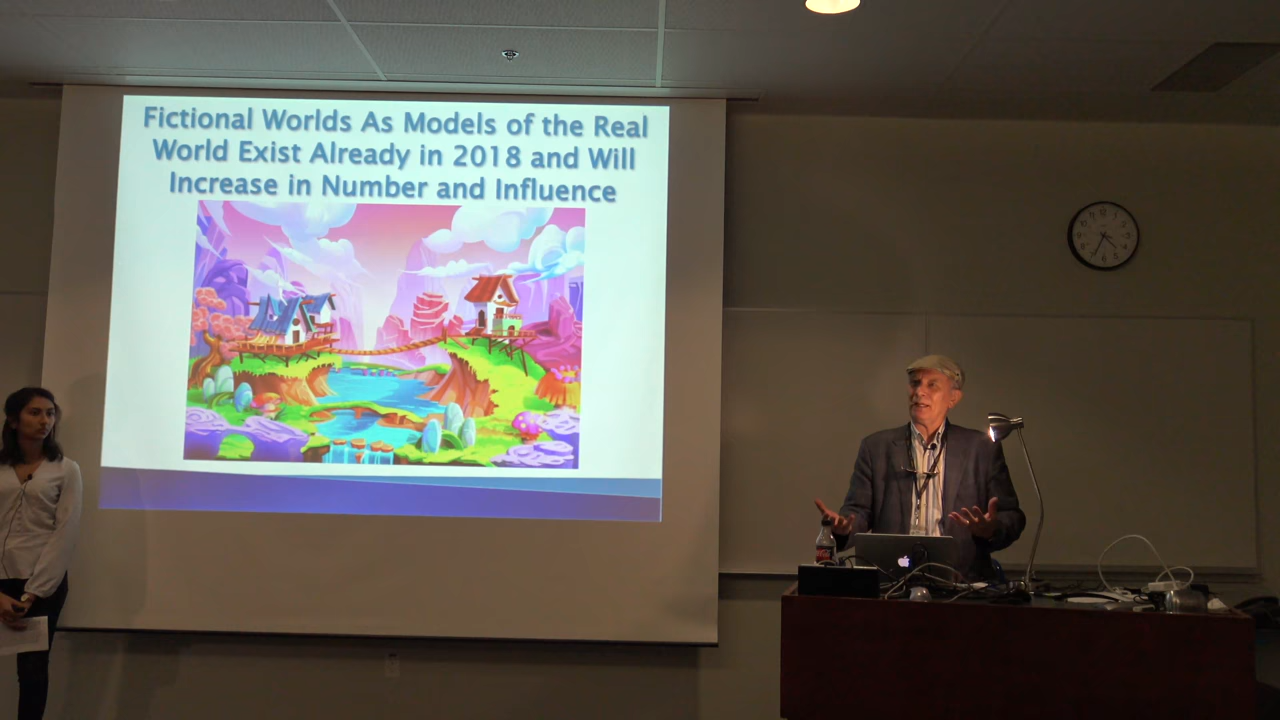 Fictional Worlds As Models of the Real
World Exist Already in 2018 and Will
Increase in Number and Influence